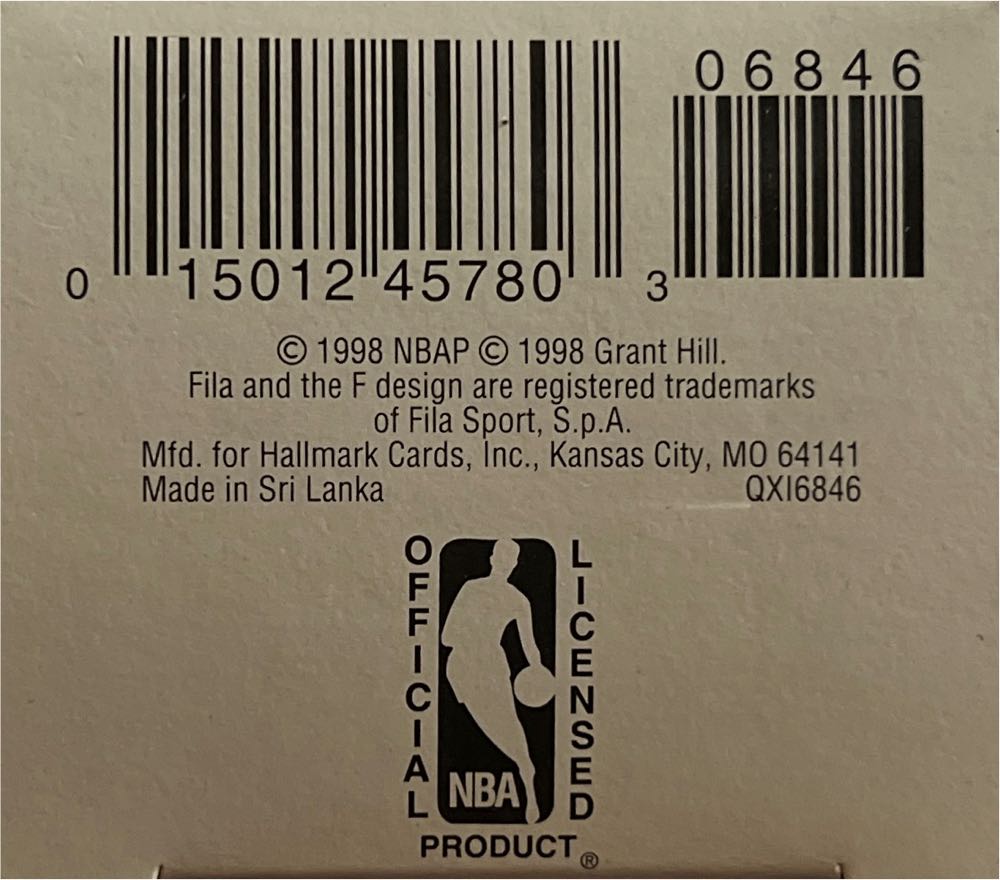 06846
0 15012 45780 3
© 1998 NBAP © 1998 Grant Hill.
Fila and the F design are registered trademarks
of Fila Sport, S.p.A.
Mfd. for Hallmark Cards, Inc., Kansas City, MO 64141
Made in Sri Lanka QXI6846
OFFICIAL
NBA
LICENSED
PRODUCT®